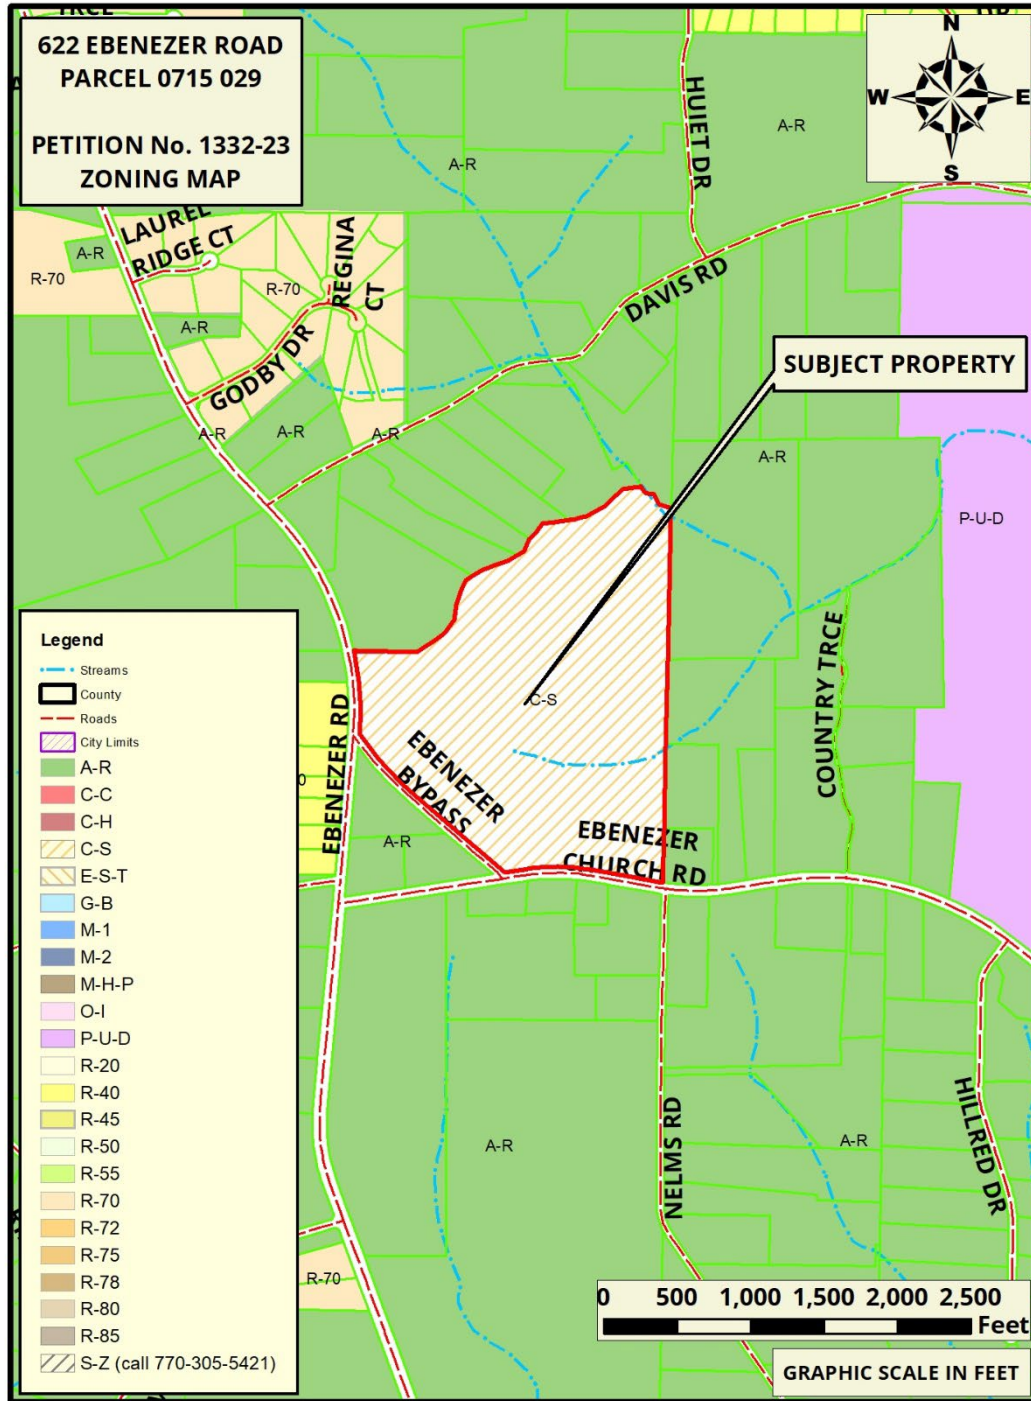 TRCE
622 EBENEZER ROAD
PARCEL 0715 029
PETITION No. 1332-23
ZONING MAP
N
W
E
S
HUIET DR
A-R
A-R
LAUREL
RIDGE CT
A-R
R-70
REGINA
CT
R-70
A-R
GODBY DR
DAVIS RD
SUBJECT PROPERTY
A-R
A-R
A-R
A-R
P-U-D
C-S
COUNTRY TRCE
EBENEZER RD
EBENEZER
BYPASS
EBENEZER
CHURCH RD
A-R
0
Legend
Streams
County
Roads
City Limits
A-R
C-C
C-H
C-S
E-S-T
G-B
M-1
M-2
M-H-P
O-I
P-U-D
R-20
R-40
R-45
R-50
R-55
R-70
R-72
R-75
R-78
R-80
R-85
S-Z (call 770-305-5421)
A-R
NELMS RD
A-R
HILLRED DR
R-70
0 500 1,000 1,500 2,000 2,500
Feet
GRAPHIC SCALE IN FEET